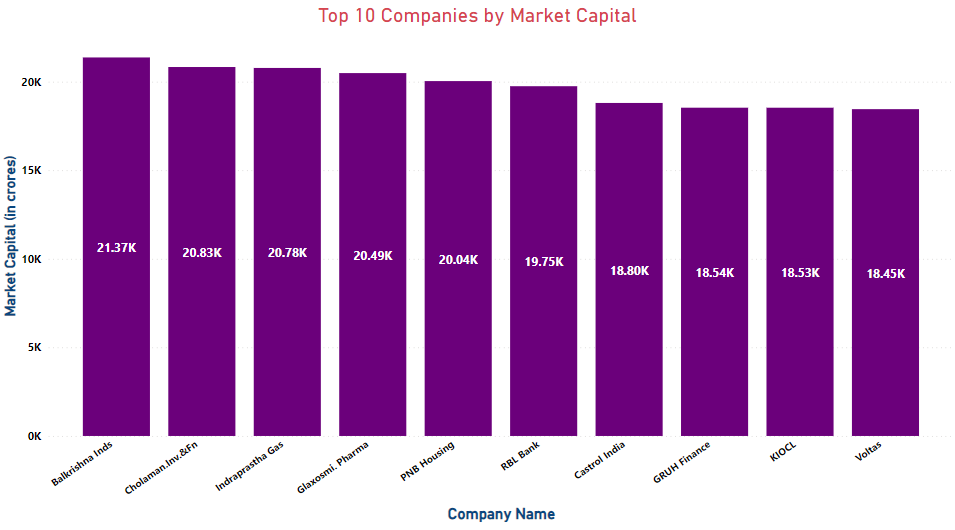 Top 10 Companies by Market Capital
Market Capital (in crores)
20K
15K
10K
5K
0K
21.37K
20.83K
20.78K
20.49K
20.04K
19.75K
18.80K
18.54K
18.53K
18.45K
Balkrishna Inds
Cholaman.Inv.&Fn
Indraprastha Gas
Glaxosmi. Pharma
PNB Housing
RBL Bank
Castrol India
GRUH Finance
KIOCL
Voltas
Company Name